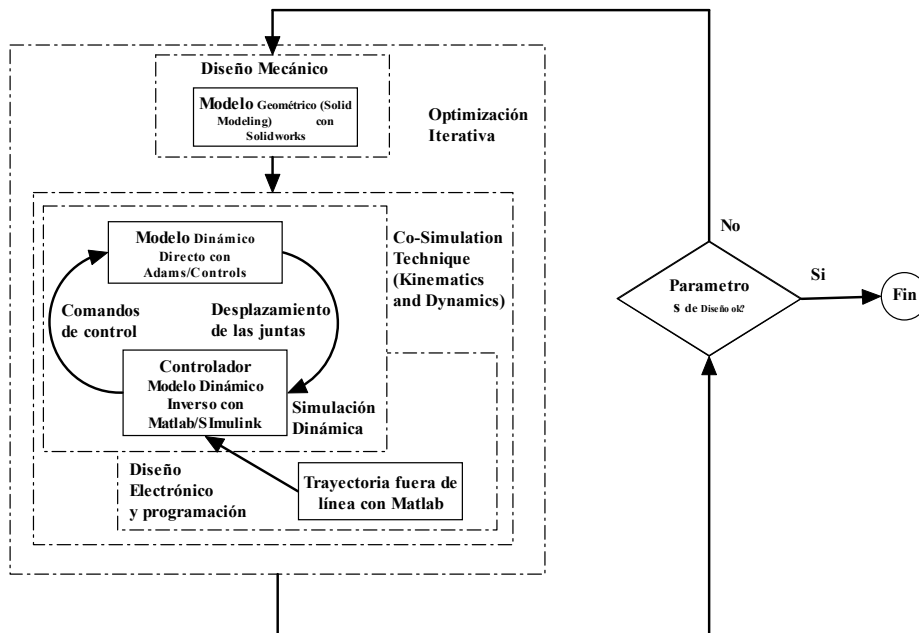 Diseño Mecánico
Modelo Geométrico (Solid
Modeling) con
Solidworks
Optimización
Iterativa
Modelo Dinámico
Directo con
Adams/Controls
Co-Simulation
Technique
(Kinematics
and Dynamics)
Comandos
de control
Desplazamiento
de las juntas
Controlador
Modelo Dinámico
Inverso con
Matlab/SImulink
Simulación
Dinámica
Diseño
Electrónico
y programación
Trayectoria fuera de
línea con Matlab
No
Parametro
s de Diseño ok?
Si
Fin